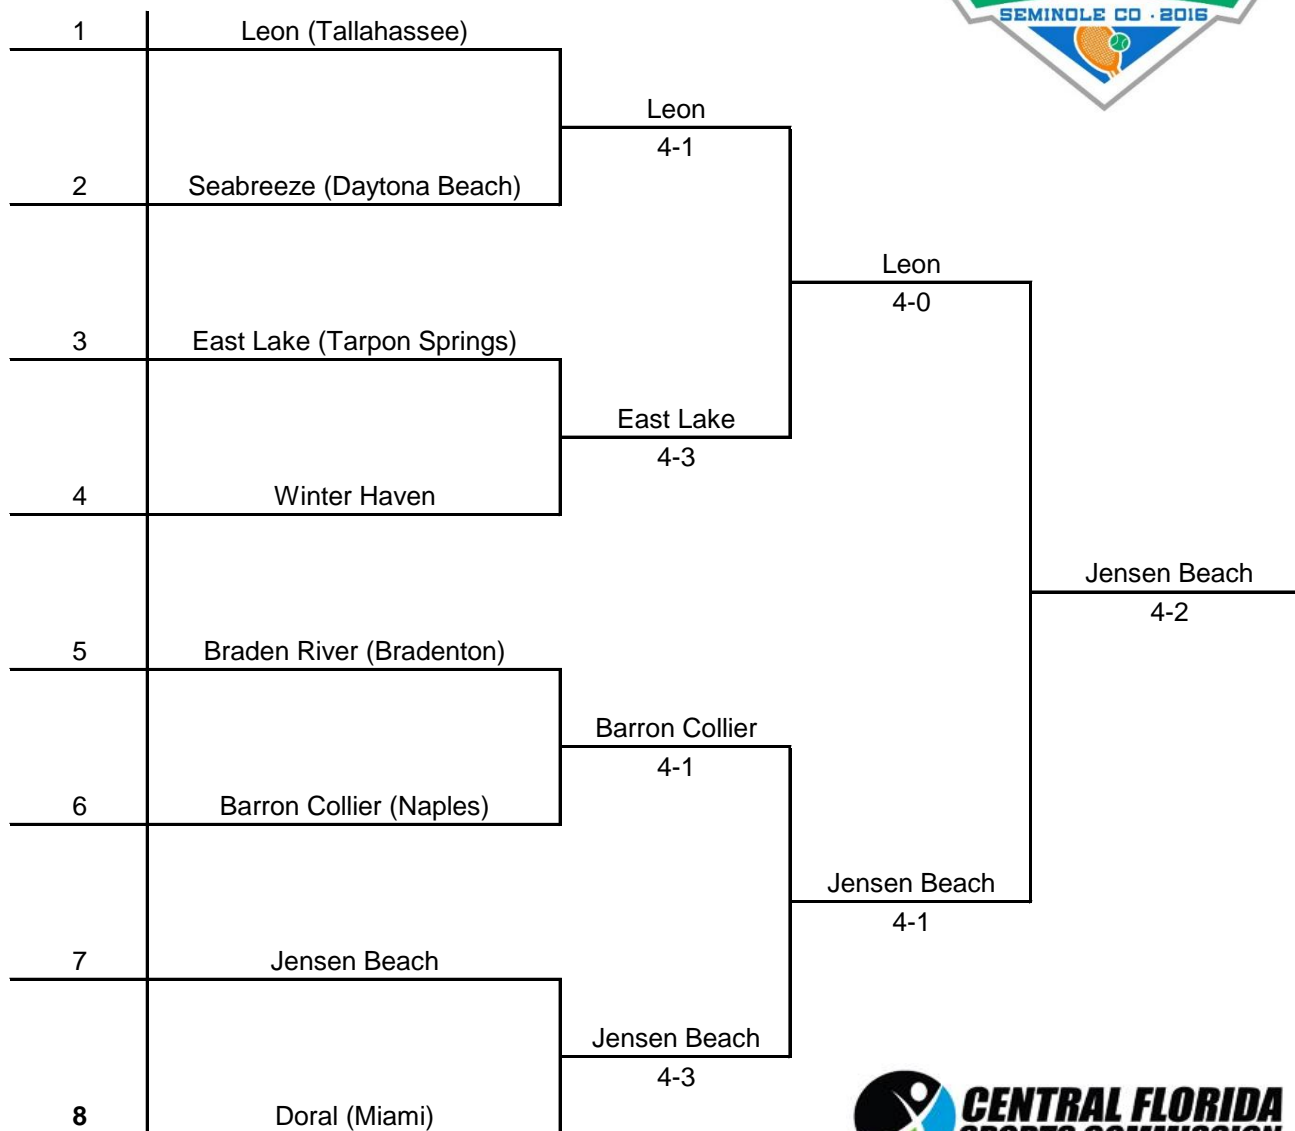 SEMINOLE CO · 2016
1 Leon (Tallahassee)
Leon
4-1
2 Seabreeze (Daytona Beach)
Leon
4-0
3 East Lake (Tarpon Springs)
East Lake
4-3
4 Winter Haven
Jensen Beach
4-2
5 Braden River (Bradenton)
Barron Collier
4-1
6 Barron Collier (Naples)
Jensen Beach
4-1
7 Jensen Beach
Jensen Beach
4-3
8 Doral (Miami)
CENTRAL FLORIDA
SPORTS COMMISSION